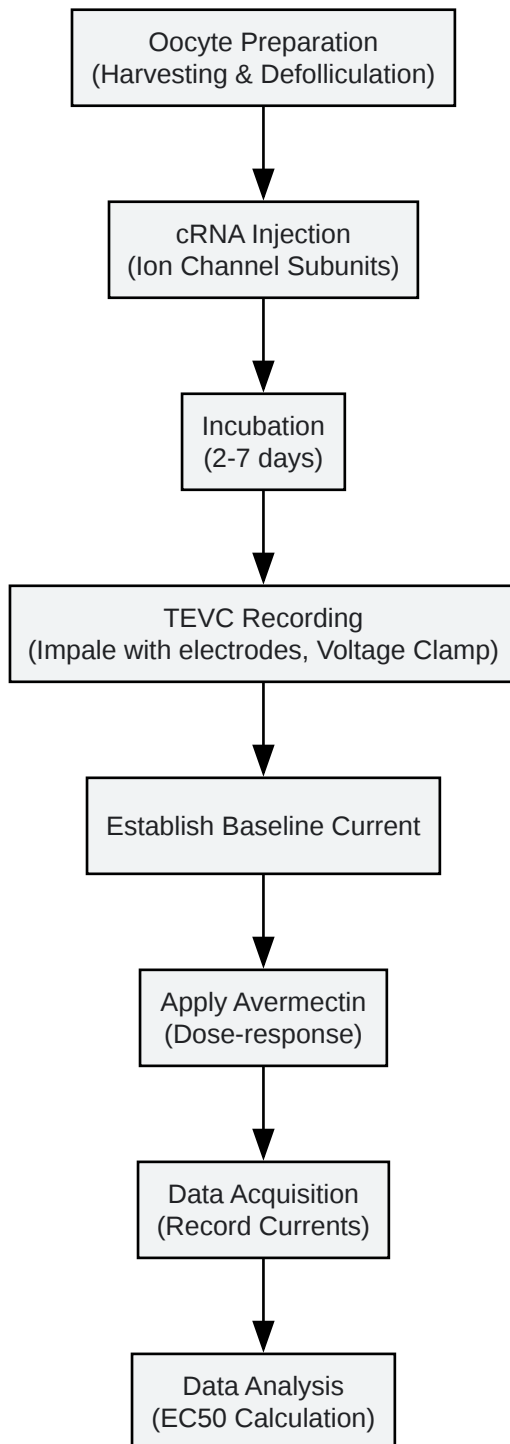 Oocyte Preparation
(Harvesting & Defolliculation)
cRNA Injection
(Ion Channel Subunits)
Incubation
(2-7 days)
TEVC Recording
(Impale with electrodes, Voltage Clamp)
Establish Baseline Current
Apply Avermectin
(Dose-response)
Data Acquisition
(Record Currents)
Data Analysis
(EC50 Calculation)